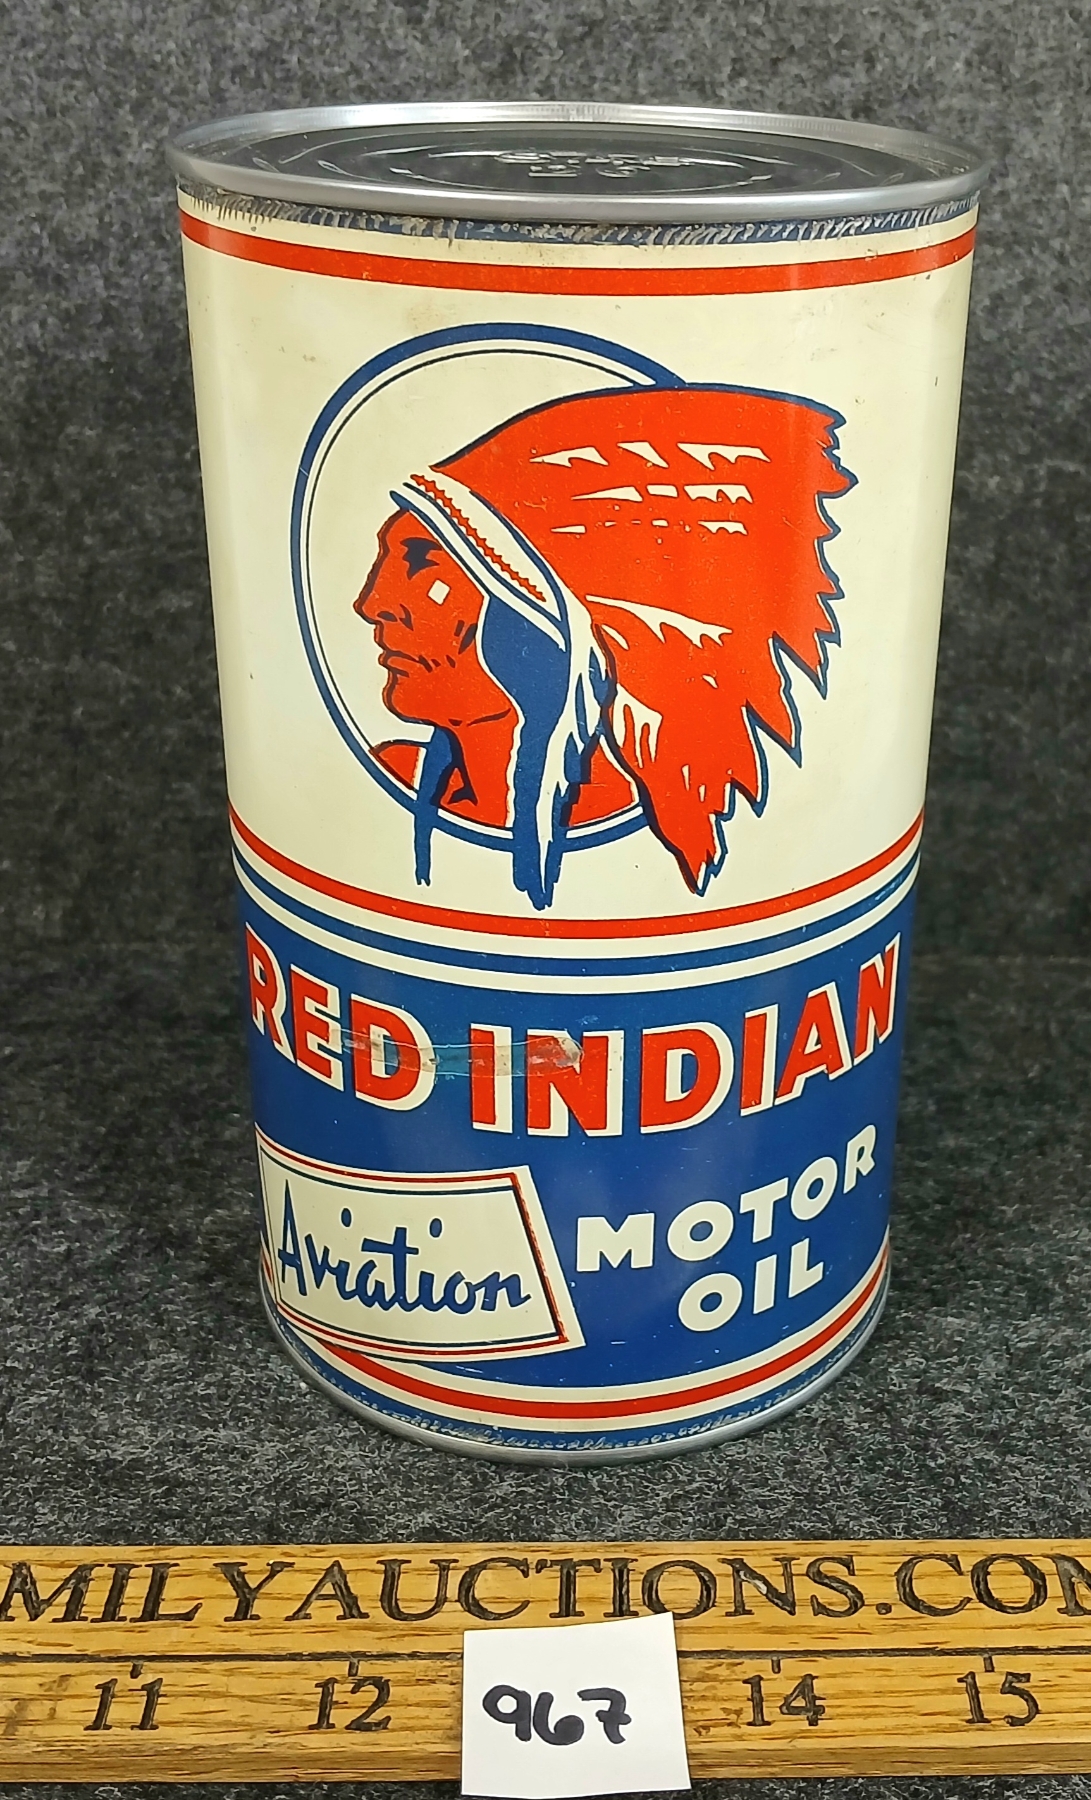 RED INDIAN
Aviation
MOTOR
OIL
MILYAUCTIONS.CO
11 12 14 15
967